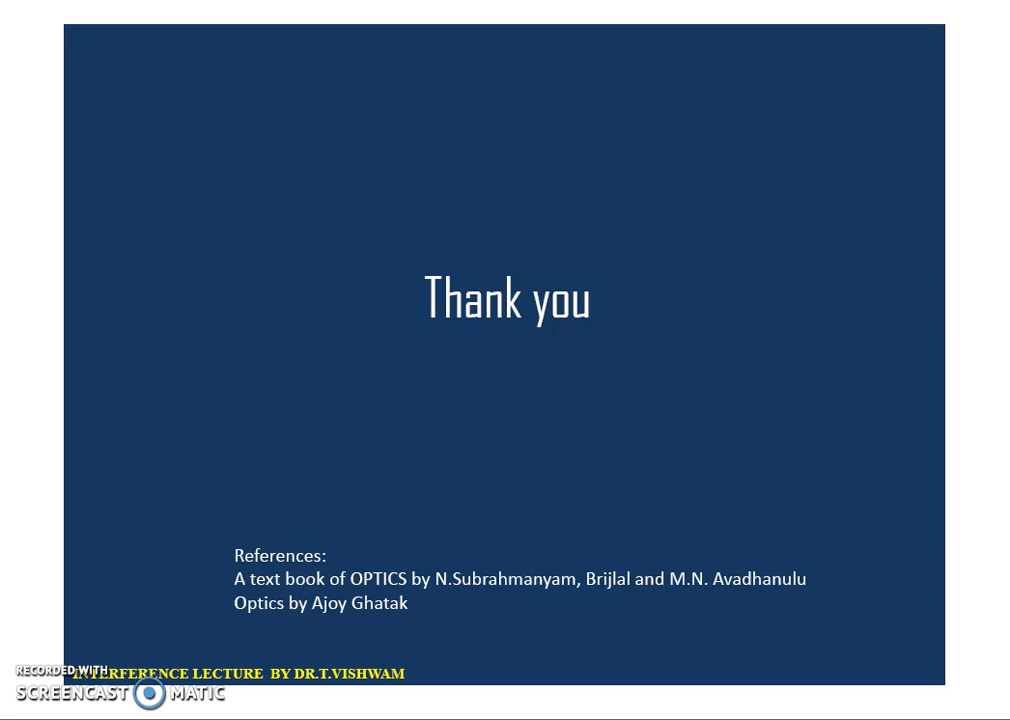 Thank you
References:
A text book of OPTICS by N.Subrahmanyam, Brijlal and M.N. Avadhanulu
Optics by Ajoy Ghatak
RECORDED WITH
INTERFERENCE LECTURE BY DR.T.VISHWAM
SCREENCAST MATIC